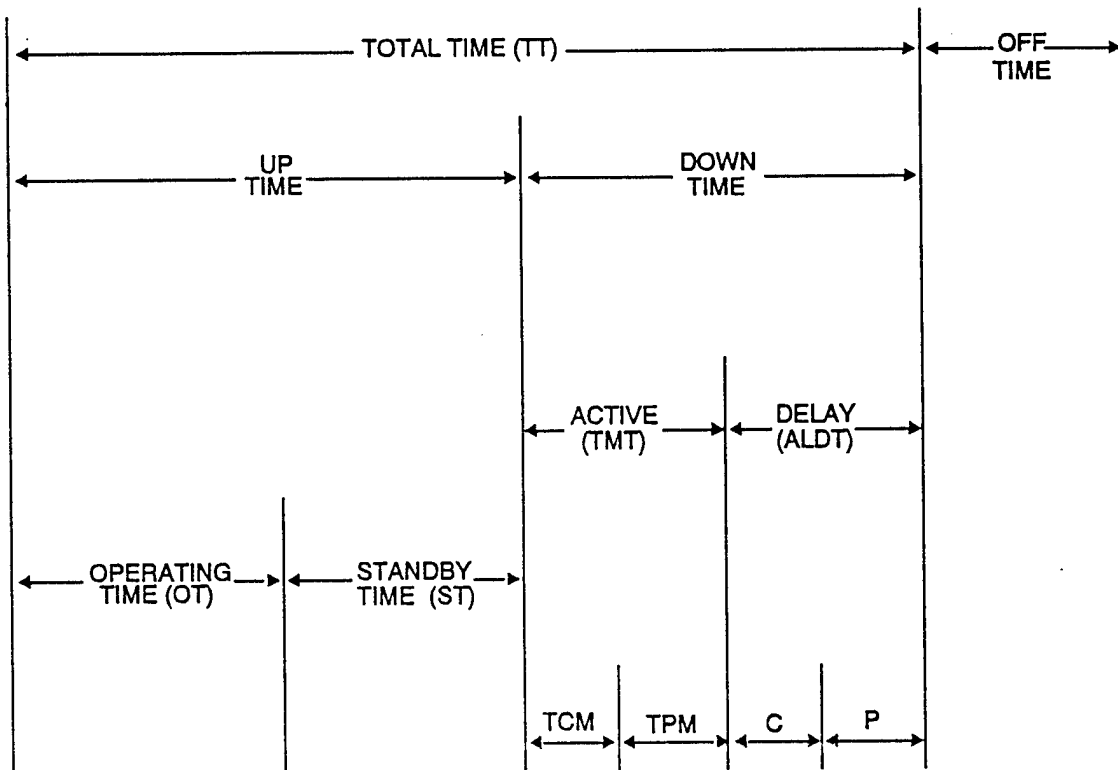 TOTAL TIME (TT)
OFF
TIME
UP
TIME
DOWN
TIME
ACTIVE
(TMT)
DELAY
(ALDT)
OPERATING
TIME (OT)
STANDBY
TIME (ST)
TCM
TPM
C
P